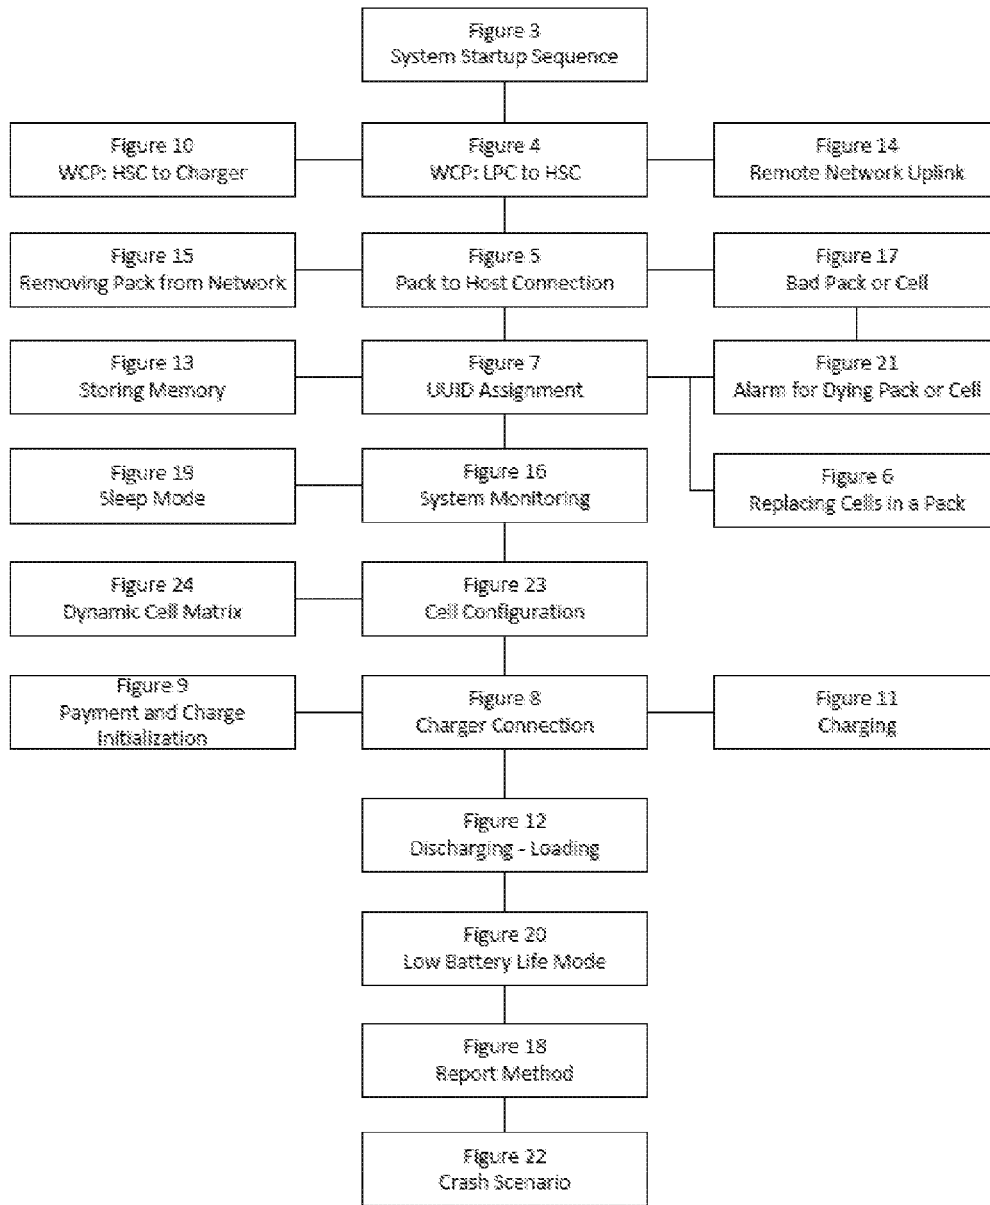 Figure 3
System Startup Sequence
Figure 10
WCP: HSC to Charger
Figure 4
WCP: LPC to HSC
Figure 14
Remote Network Uplink
Figure 15
Removing Pack from Network
Figure 5
Pack to Host Connection
Figure 17
Bad Pack or Cell
Figure 13
Storing Memory
Figure 7
UUID Assignment
Figure 21
Alarm for Dying Pack or Cell
Figure 19
Sleep Mode
Figure 16
System Monitoring
Figure 6
Replacing Cells in a Pack
Figure 24
Dynamic Cell Matrix
Figure 23
Cell Configuration
Figure 9
Payment and Charge
Initialization
Figure 8
Charger Connection
Figure 11
Charging
Figure 12
Discharging - Loading
Figure 20
Low Battery Life Mode
Figure 18
Report Method
Figure 22
Crash Scenario